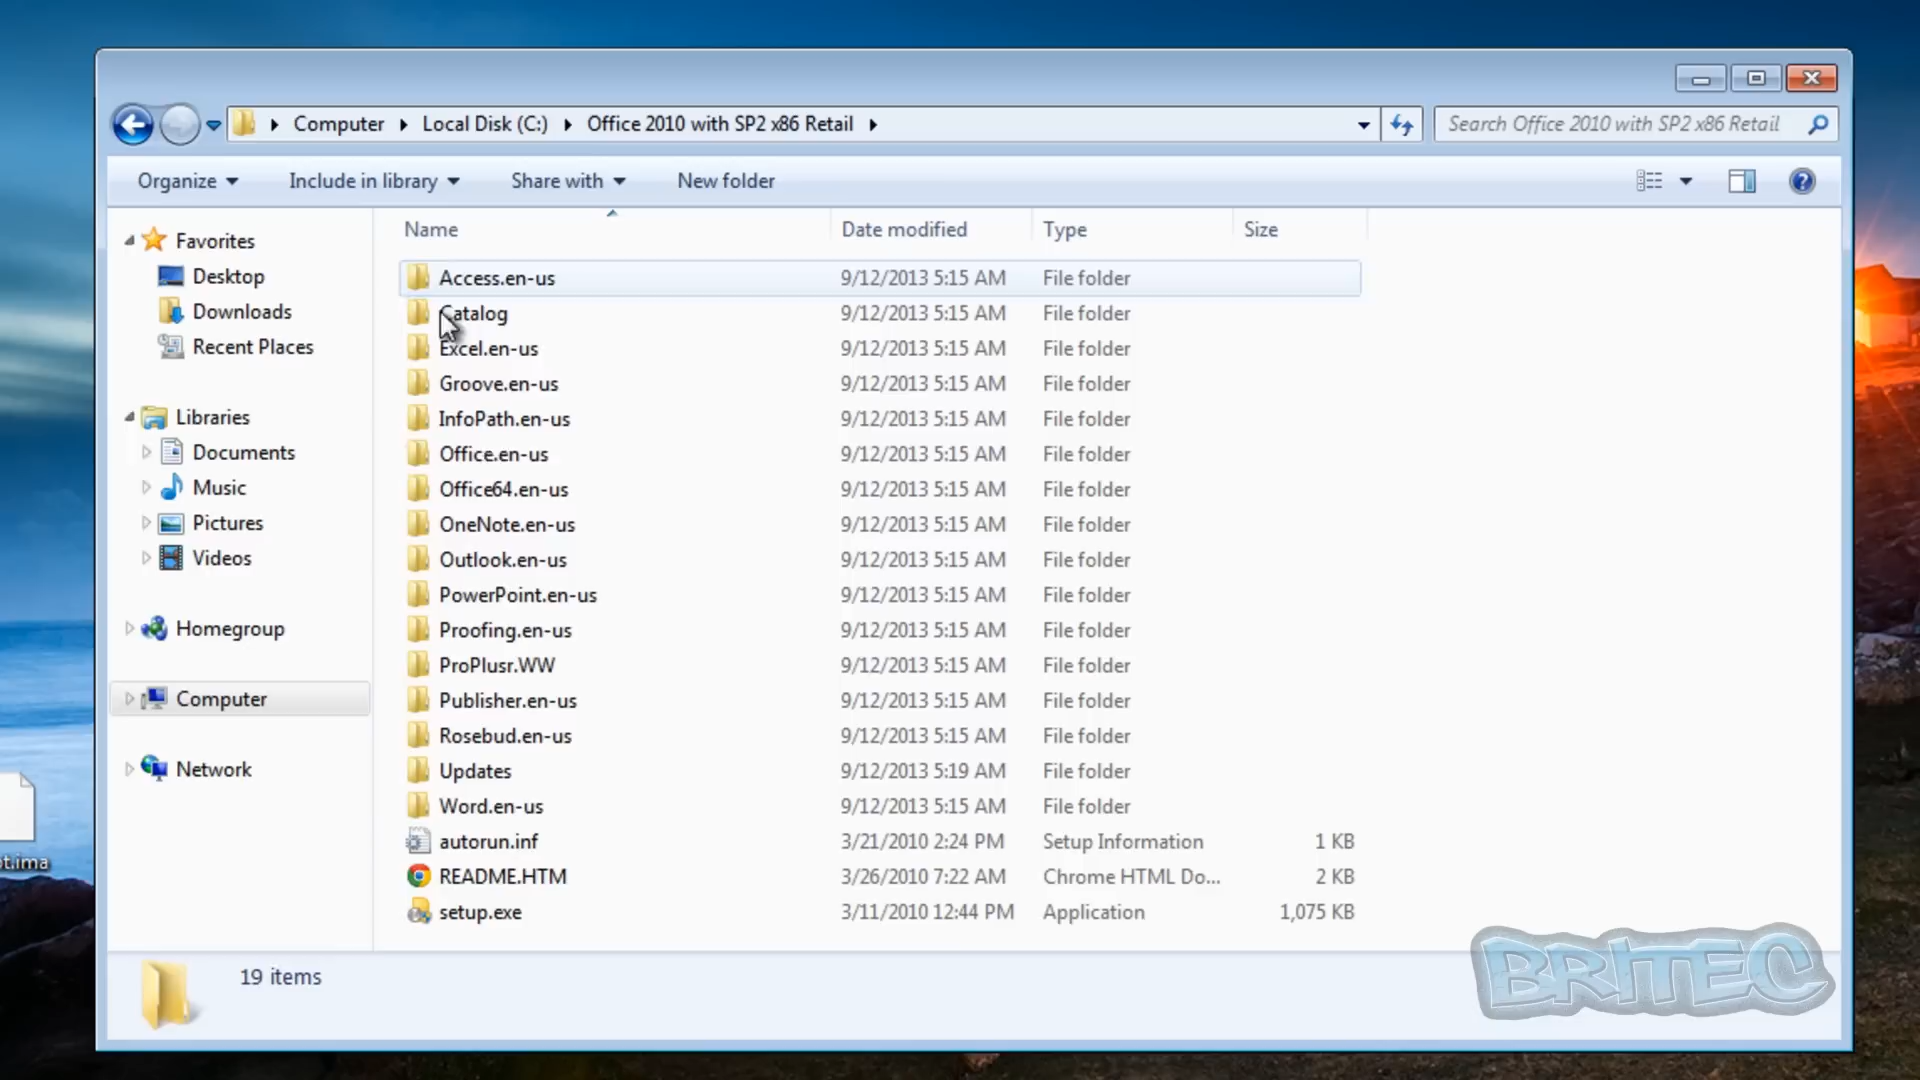 Computer ▸ Local Disk (C:) ▸ Office 2010 with SP2 x86 Retail ▸ Search Office 2010 with SP2 x86 Retail
Organize Include in library Share with New folder
Favorites
Desktop
Downloads
Recent Places
Libraries
Documents
Music
Pictures
Videos
Homegroup
Computer
Network
Name Date modified Type Size
Access.en-us 9/12/2013 5:15 AM File folder
Catalog 9/12/2013 5:15 AM File folder
Excel.en-us 9/12/2013 5:15 AM File folder
Groove.en-us 9/12/2013 5:15 AM File folder
InfoPath.en-us 9/12/2013 5:15 AM File folder
Office.en-us 9/12/2013 5:15 AM File folder
Office64.en-us 9/12/2013 5:15 AM File folder
OneNote.en-us 9/12/2013 5:15 AM File folder
Outlook.en-us 9/12/2013 5:15 AM File folder
PowerPoint.en-us 9/12/2013 5:15 AM File folder
Proofing.en-us 9/12/2013 5:15 AM File folder
ProPlusr.WW 9/12/2013 5:15 AM File folder
Publisher.en-us 9/12/2013 5:15 AM File folder
Rosebud.en-us 9/12/2013 5:15 AM File folder
Updates 9/12/2013 5:19 AM File folder
Word.en-us 9/12/2013 5:15 AM File folder
autorun.inf 3/21/2010 2:24 PM Setup Information 1 KB
README.HTM 3/26/2010 7:22 AM Chrome HTML Do... 2 KB
setup.exe 3/11/2010 12:44 PM Application 1,075 KB
19 items
ot.ima
BRITEC